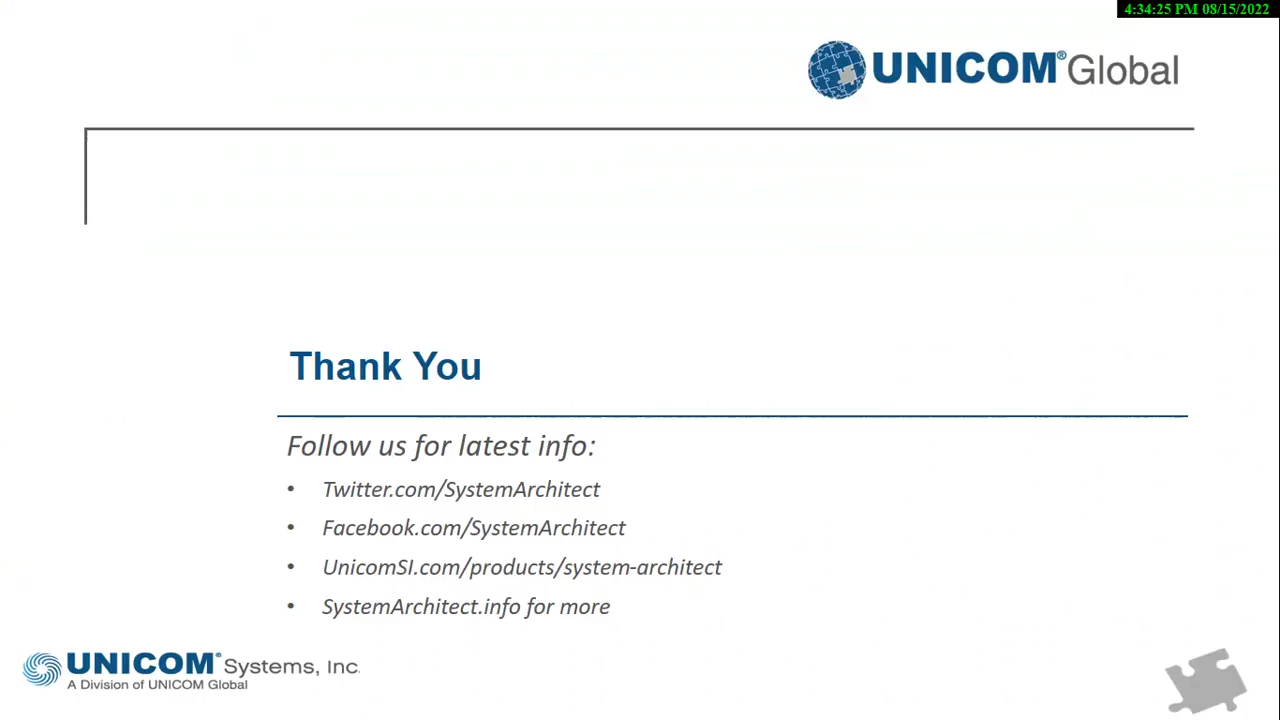 4:34:25 PM 08/15/2022
UNICOM® Global
Thank You
Follow us for latest info:
• Twitter.com/SystemArchitect
• Facebook.com/SystemArchitect
• UnicomSI.com/products/system-architect
• SystemArchitect.info for more
UNICOM® Systems, Inc.
A Division of UNICOM Global